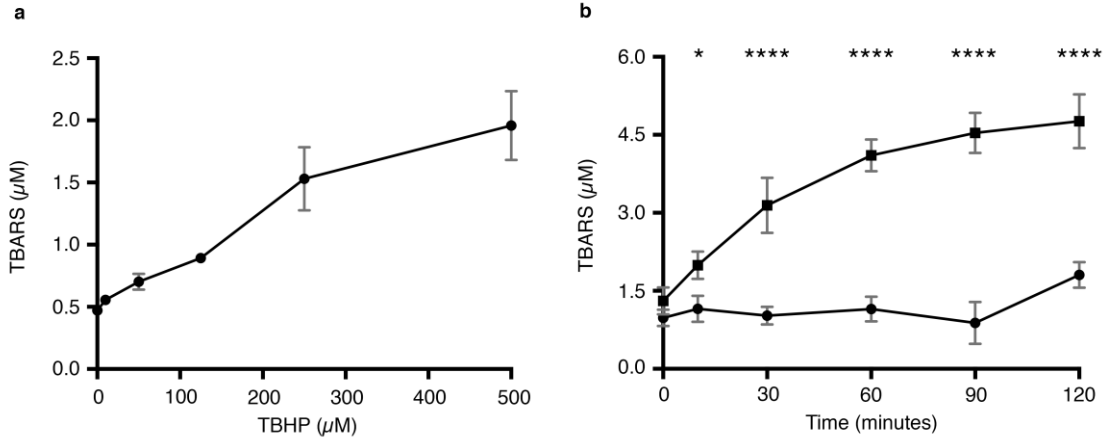 a
2.5
2.0
1.5
1.0
0.5
0.0
TBARS (µM)
0 100 200 300 400 500
TBHP (µM)
b
* **** **** **** ****
6.0
4.5
3.0
1.5
0.0
TBARS (µM)
0 30 60 90 120
Time (minutes)